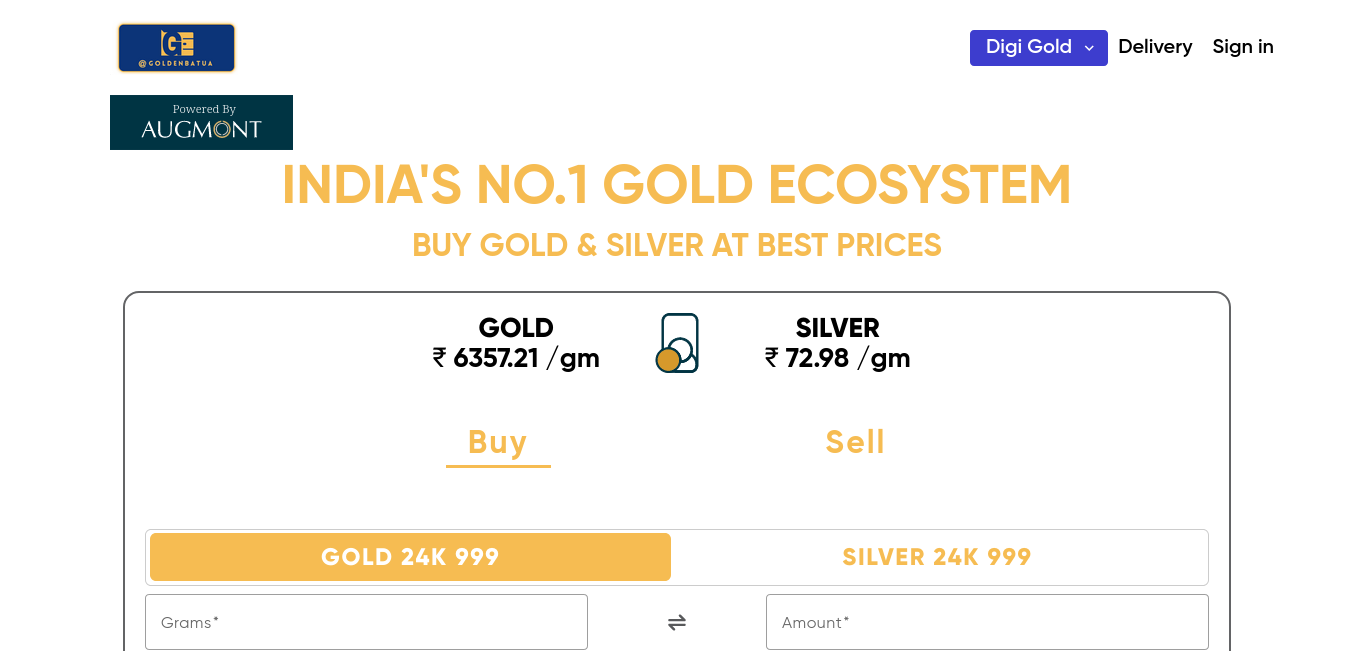 GE
@GOLDENBATUA
Digi Gold
Delivery
Sign in
Powered By
AUGMONT
INDIA'S NO.1 GOLD ECOSYSTEM
BUY GOLD & SILVER AT BEST PRICES
GOLD
₹ 6357.21 /gm
SILVER
₹ 72.98 /gm
Buy
Sell
GOLD 24K 999
SILVER 24K 999
Grams*
Amount*